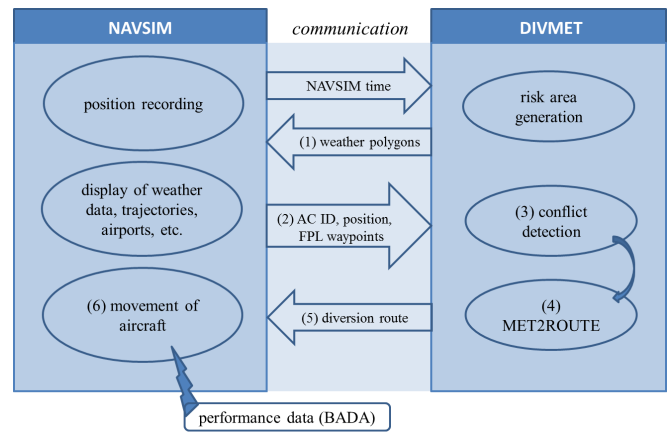 NAVSIM
communication
DIVMET
position recording
NAVSIM time
risk area
generation
(1) weather polygons
display of weather
data, trajectories,
airports, etc.
(2) AC ID, position,
FPL waypoints
(3) conflict
detection
(6) movement of
aircraft
(5) diversion route
(4)
MET2ROUTE
performance data (BADA)